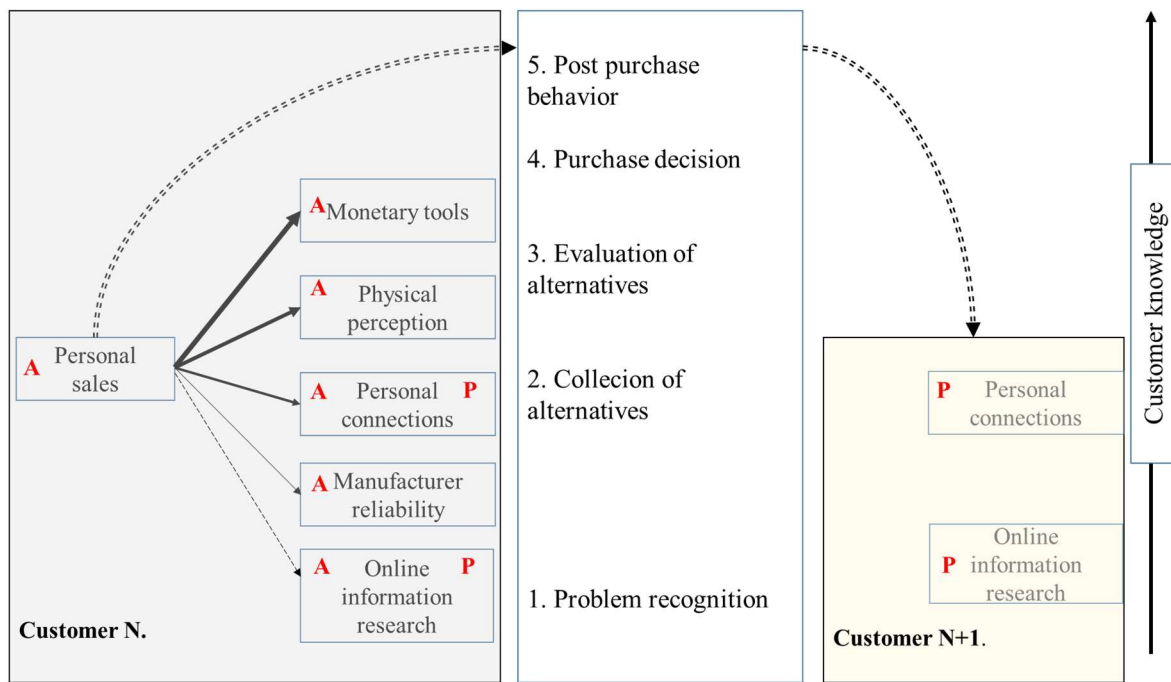 A Monetary tools
A Physical
perception
A Personal
sales
A Personal P
connections
A Manufacturer
reliability
A Online P
information
research
Customer N.
5. Post purchase
behavior
4. Purchase decision
3. Evaluation of
alternatives
2. Collecion of
alternatives
1. Problem recognition
P Personal
connections
Online
P information
research
Customer N+1.
Customer knowledge